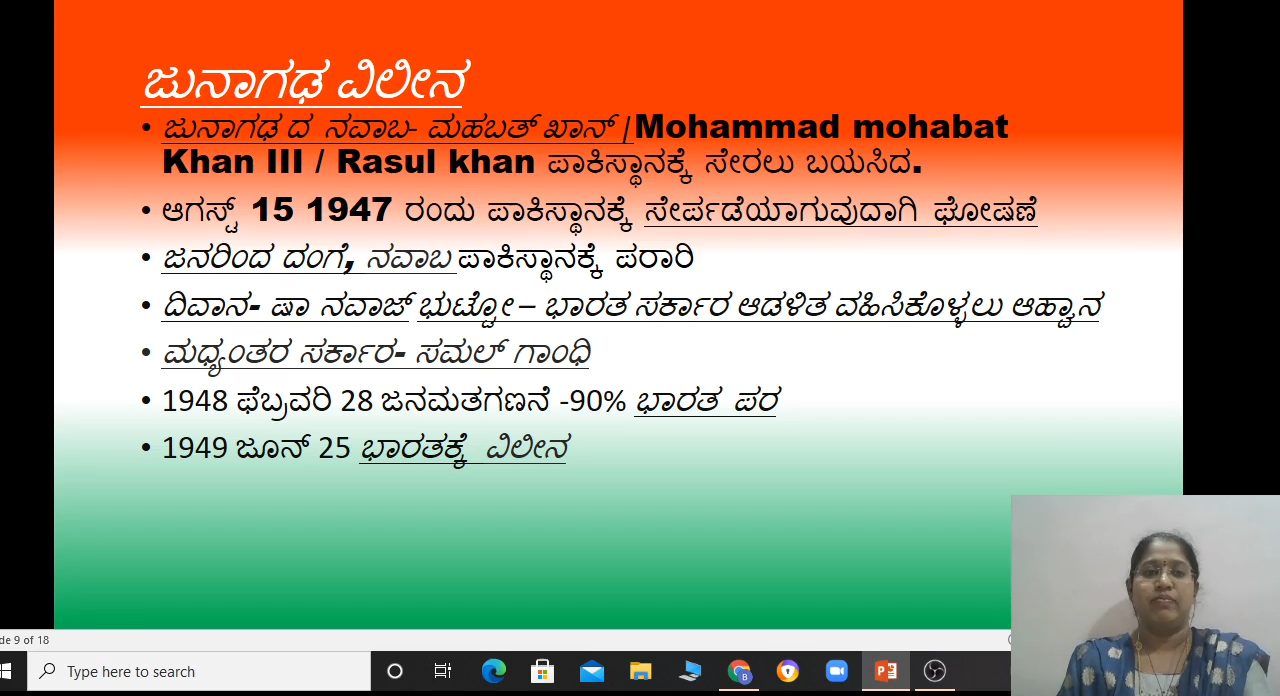 ಜುನಾಗಢ ವಿಲೀನ
• ಜುನಾಗಢ ದ ನವಾಬ- ಮಹಬತ್ ಖಾನ್ |Mohammad mohabat
Khan III / Rasul khan ಪಾಕಿಸ್ಥಾನಕ್ಕೆ ಸೇರಲು ಬಯಸಿದ.
• ಆಗಸ್ಟ್ 15 1947 ರಂದು ಪಾಕಿಸ್ಥಾನಕ್ಕೆ ಸೇರ್ಪಡೆಯಾಗುವುದಾಗಿ ಘೋಷಣೆ
• ಜನರಿಂದ ದಂಗೆ, ನವಾಬ ಪಾಕಿಸ್ಥಾನಕ್ಕೆ ಪರಾರಿ
• ದಿವಾನ- ಷಾ ನವಾಜ್ ಭುಟ್ಟೋ – ಭಾರತ ಸರ್ಕಾರ ಆಡಳಿತ ವಹಿಸಿಕೊಳ್ಳಲು ಆಹ್ವಾನ
• ಮಧ್ಯಂತರ ಸರ್ಕಾರ- ಸಮಲ್ ಗಾಂಧಿ
• 1948 ಫೆಬ್ರವರಿ 28 ಜನಮತಗಣನೆ -90% ಭಾರತ ಪರ
• 1949 ಜೂನ್ 25 ಭಾರತಕ್ಕೆ ವಿಲೀನ
de 9 of 18
Type here to search